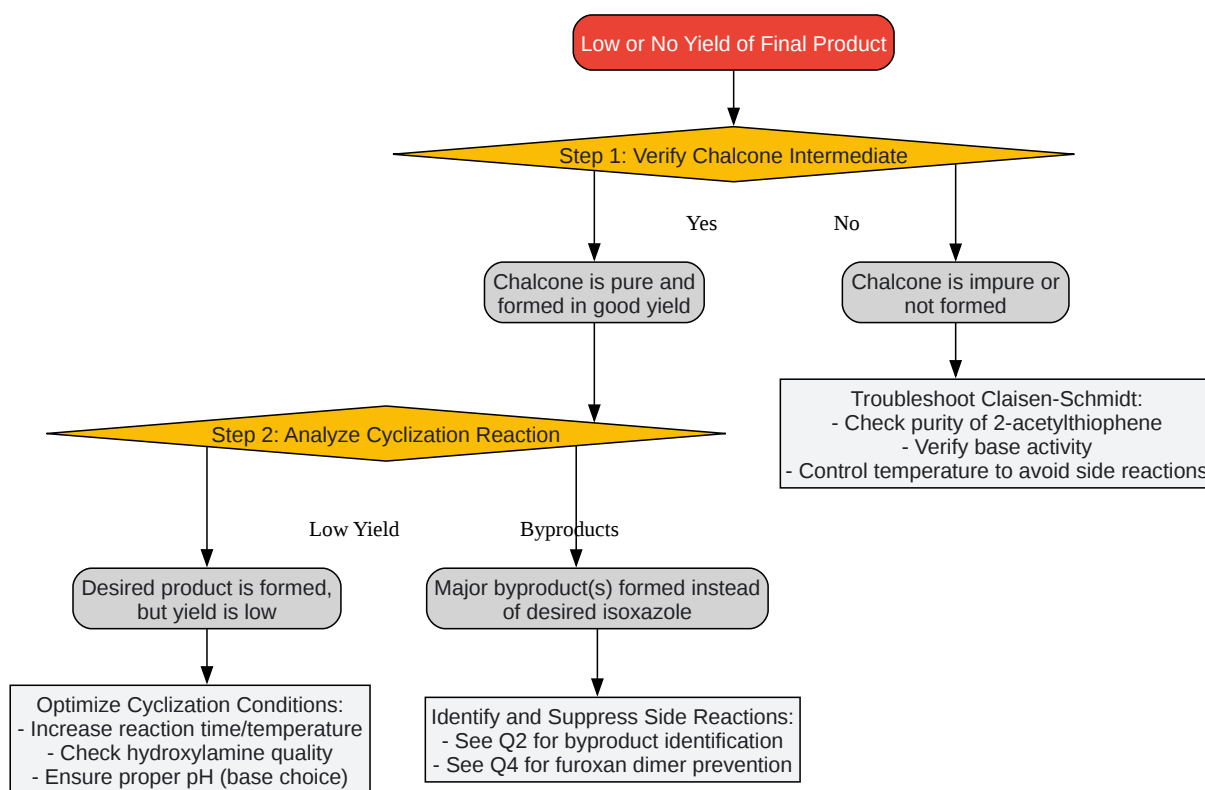 Low or No Yield of Final Product
Step 1: Verify Chalcone Intermediate
Yes
No
Chalcone is pure and
formed in good yield
Chalcone is impure or
not formed
Troubleshoot Claisen-Schmidt:
- Check purity of 2-acetylthiophene
- Verify base activity
- Control temperature to avoid side reactions
Step 2: Analyze Cyclization Reaction
Low Yield
Byproducts
Desired product is formed,
but yield is low
Major byproduct(s) formed instead
of desired isoxazole
Optimize Cyclization Conditions:
- Increase reaction time/temperature
- Check hydroxylamine quality
- Ensure proper pH (base choice)
Identify and Suppress Side Reactions:
- See Q2 for byproduct identification
- See Q4 for furoxan dimer prevention